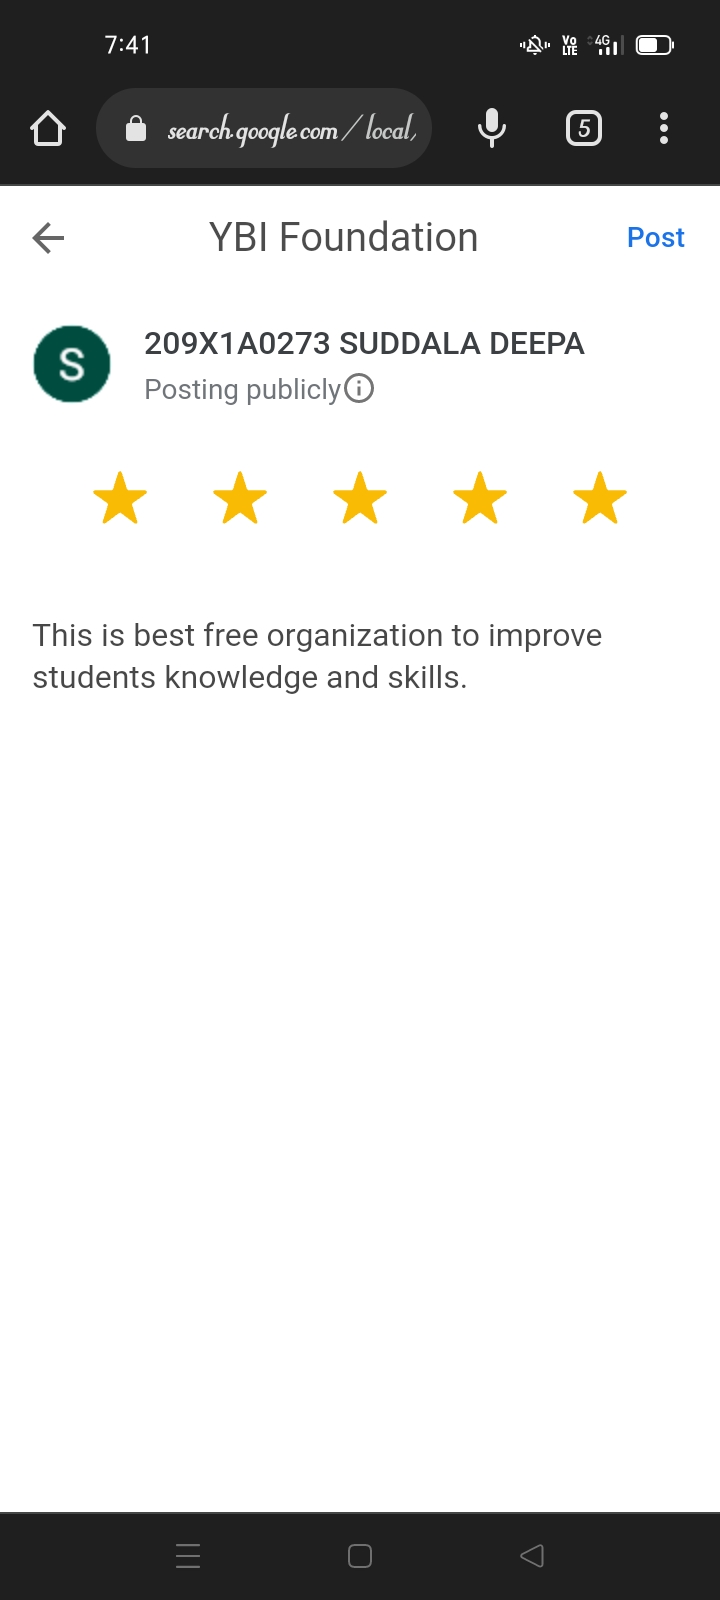 7:41
Vo LTE 4G
search.google.com/local/
5
YBI Foundation
Post
S
209X1A0273 SUDDALA DEEPA
Posting publicly
This is best free organization to improve
students knowledge and skills.